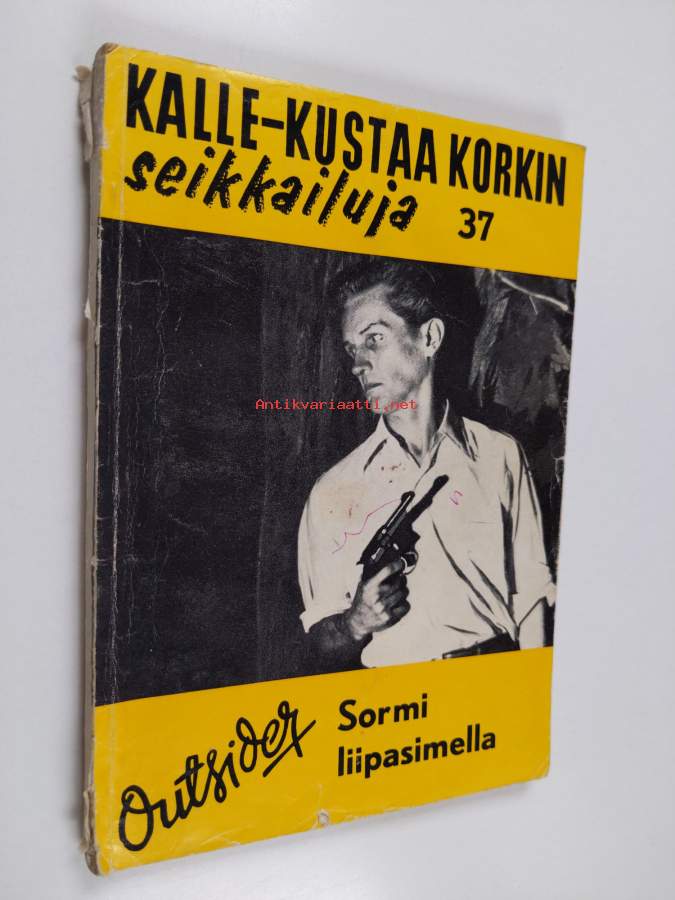 KALLE-KUSTAA KORKIN
seikkailuja 37
Antikvariaatti.net
Outsider
Sormi
liipasimella